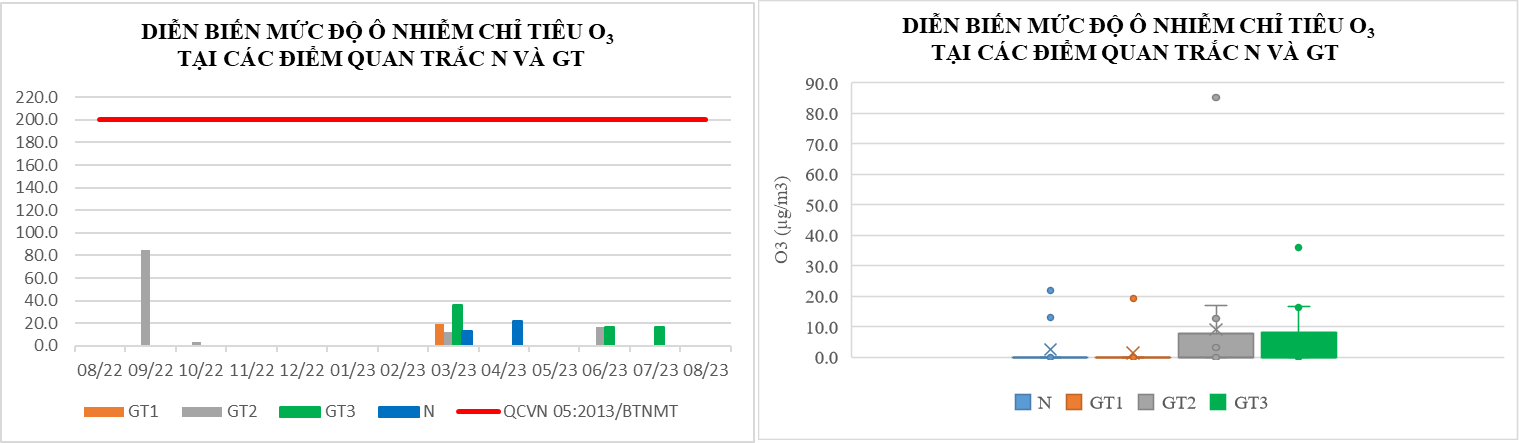 DIỄN BIẾN MỨC ĐỘ Ô NHIỄM CHỈ TIÊU O3
TẠI CÁC ĐIỂM QUAN TRẮC N VÀ GT
220.0
200.0
180.0
160.0
140.0
120.0
100.0
80.0
60.0
40.0
20.0
0.0
08/22 09/22 10/22 11/22 12/22 01/23 02/23 03/23 04/23 05/23 06/23 07/23 08/23
GT1 GT2 GT3 N QCVN 05:2013/BTNMT
DIỄN BIẾN MỨC ĐỘ Ô NHIỄM CHỈ TIÊU O3
TẠI CÁC ĐIỂM QUAN TRẮC N VÀ GT
O3 (µg/m3)
90.0
80.0
70.0
60.0
50.0
40.0
30.0
20.0
10.0
0.0
N GT1 GT2 GT3